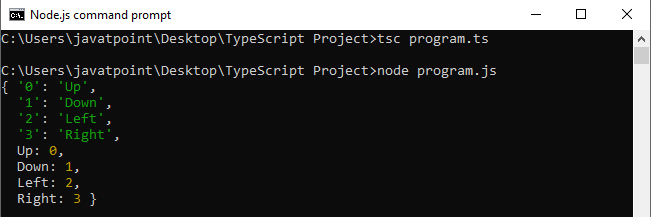 Node.js command prompt
C:\Users\javatpoint\Desktop\TypeScript Project>tsc program.ts
C:\Users\javatpoint\Desktop\TypeScript Project>node program.js
{ '0': 'Up',
  '1': 'Down',
  '2': 'Left',
  '3': 'Right',
  Up: 0,
  Down: 1,
  Left: 2,
  Right: 3 }